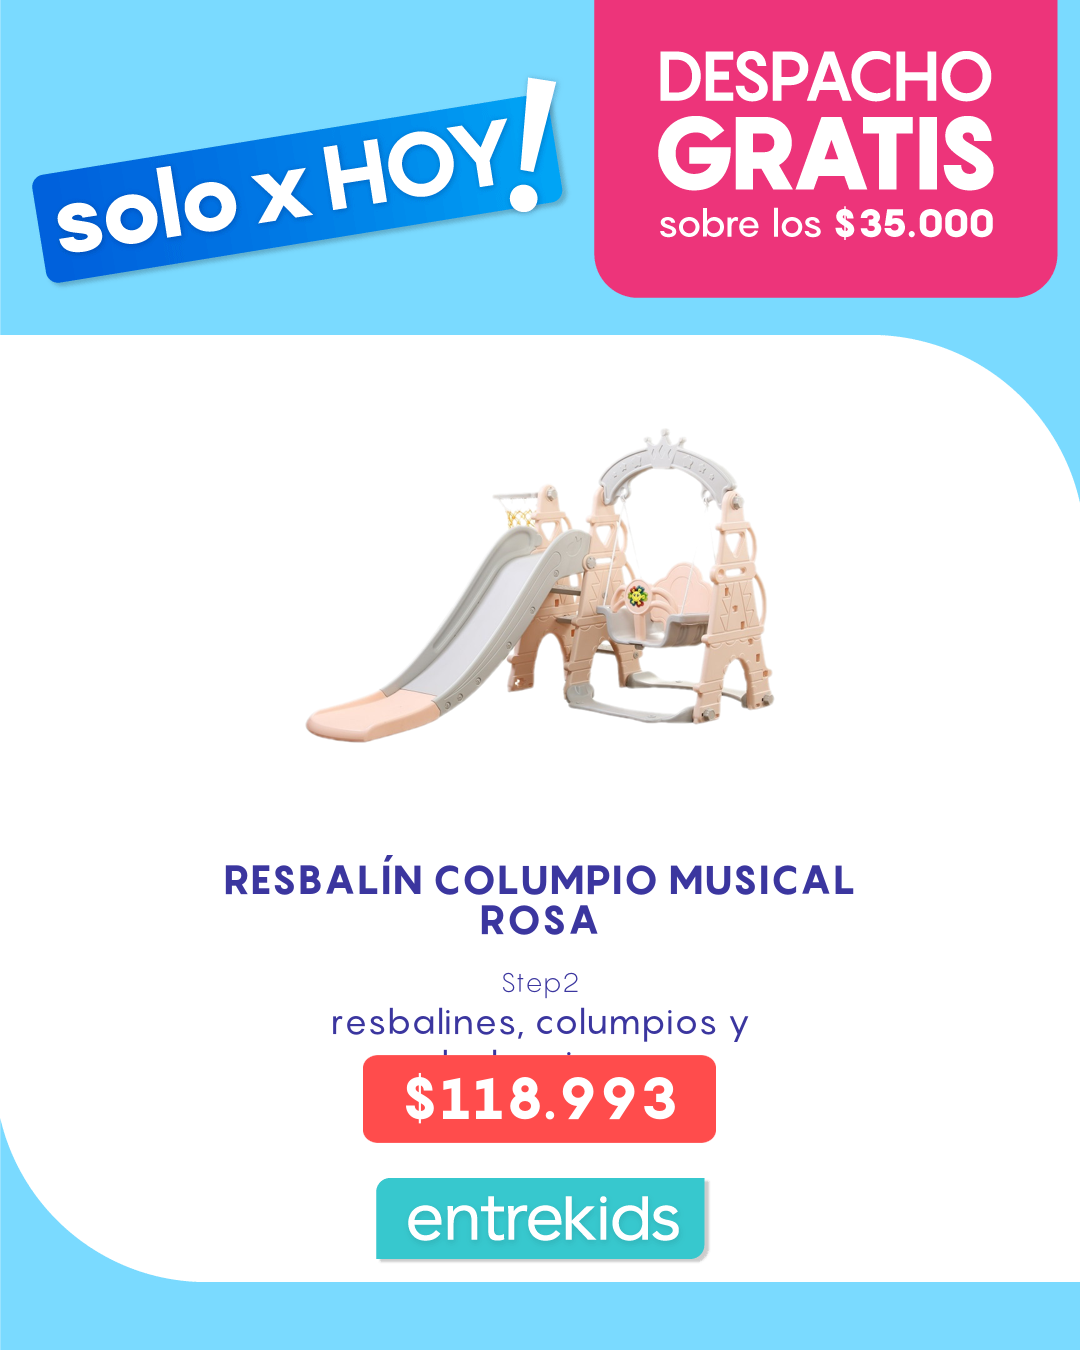 solo x HOY!
DESPACHO
GRATIS
sobre los $35.000
RESBALÍN COLUMPIO MUSICAL
ROSA
Step2
resbalines, columpios y
$118.993
entrekids